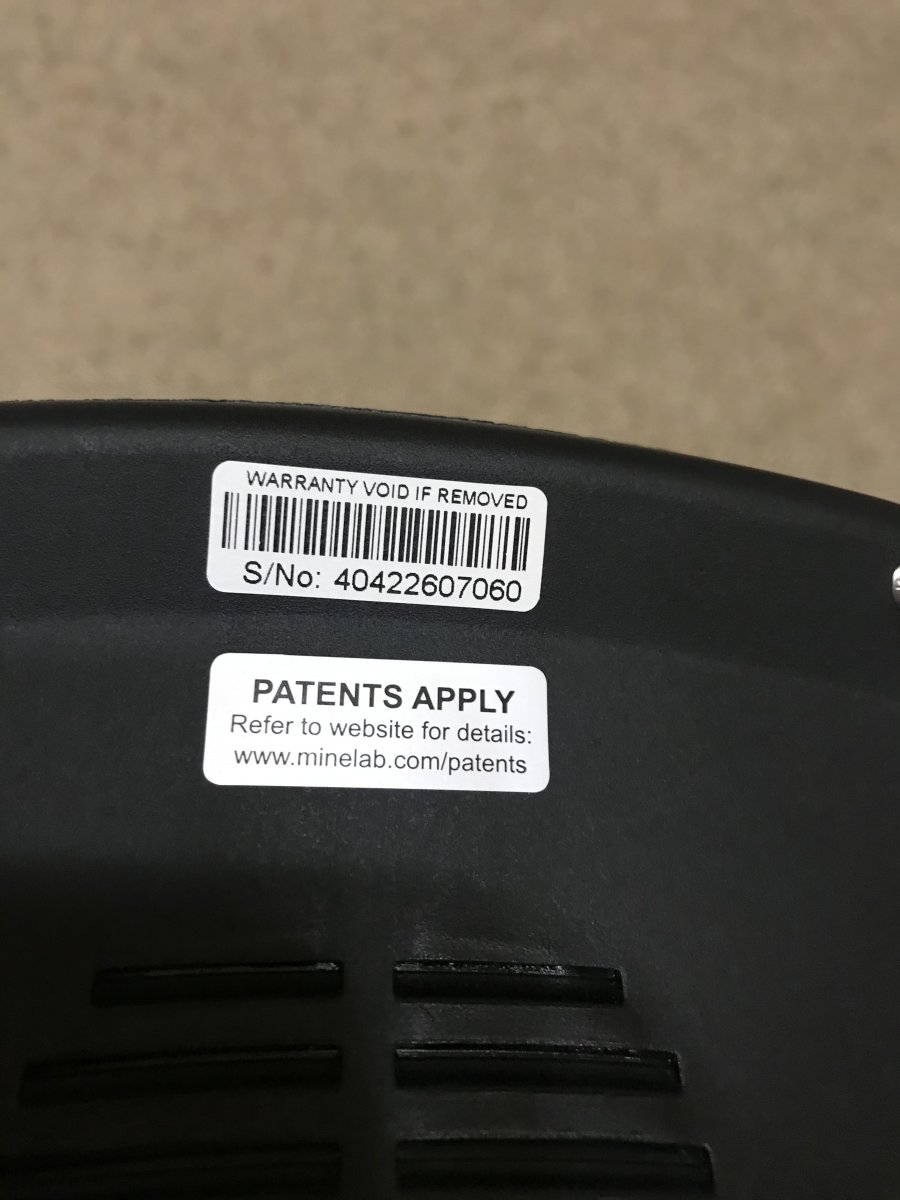 WARRANTY VOID IF REMOVED
S/No: 40422607060
PATENTS APPLY
Refer to website for details:
www.minelab.com/patents